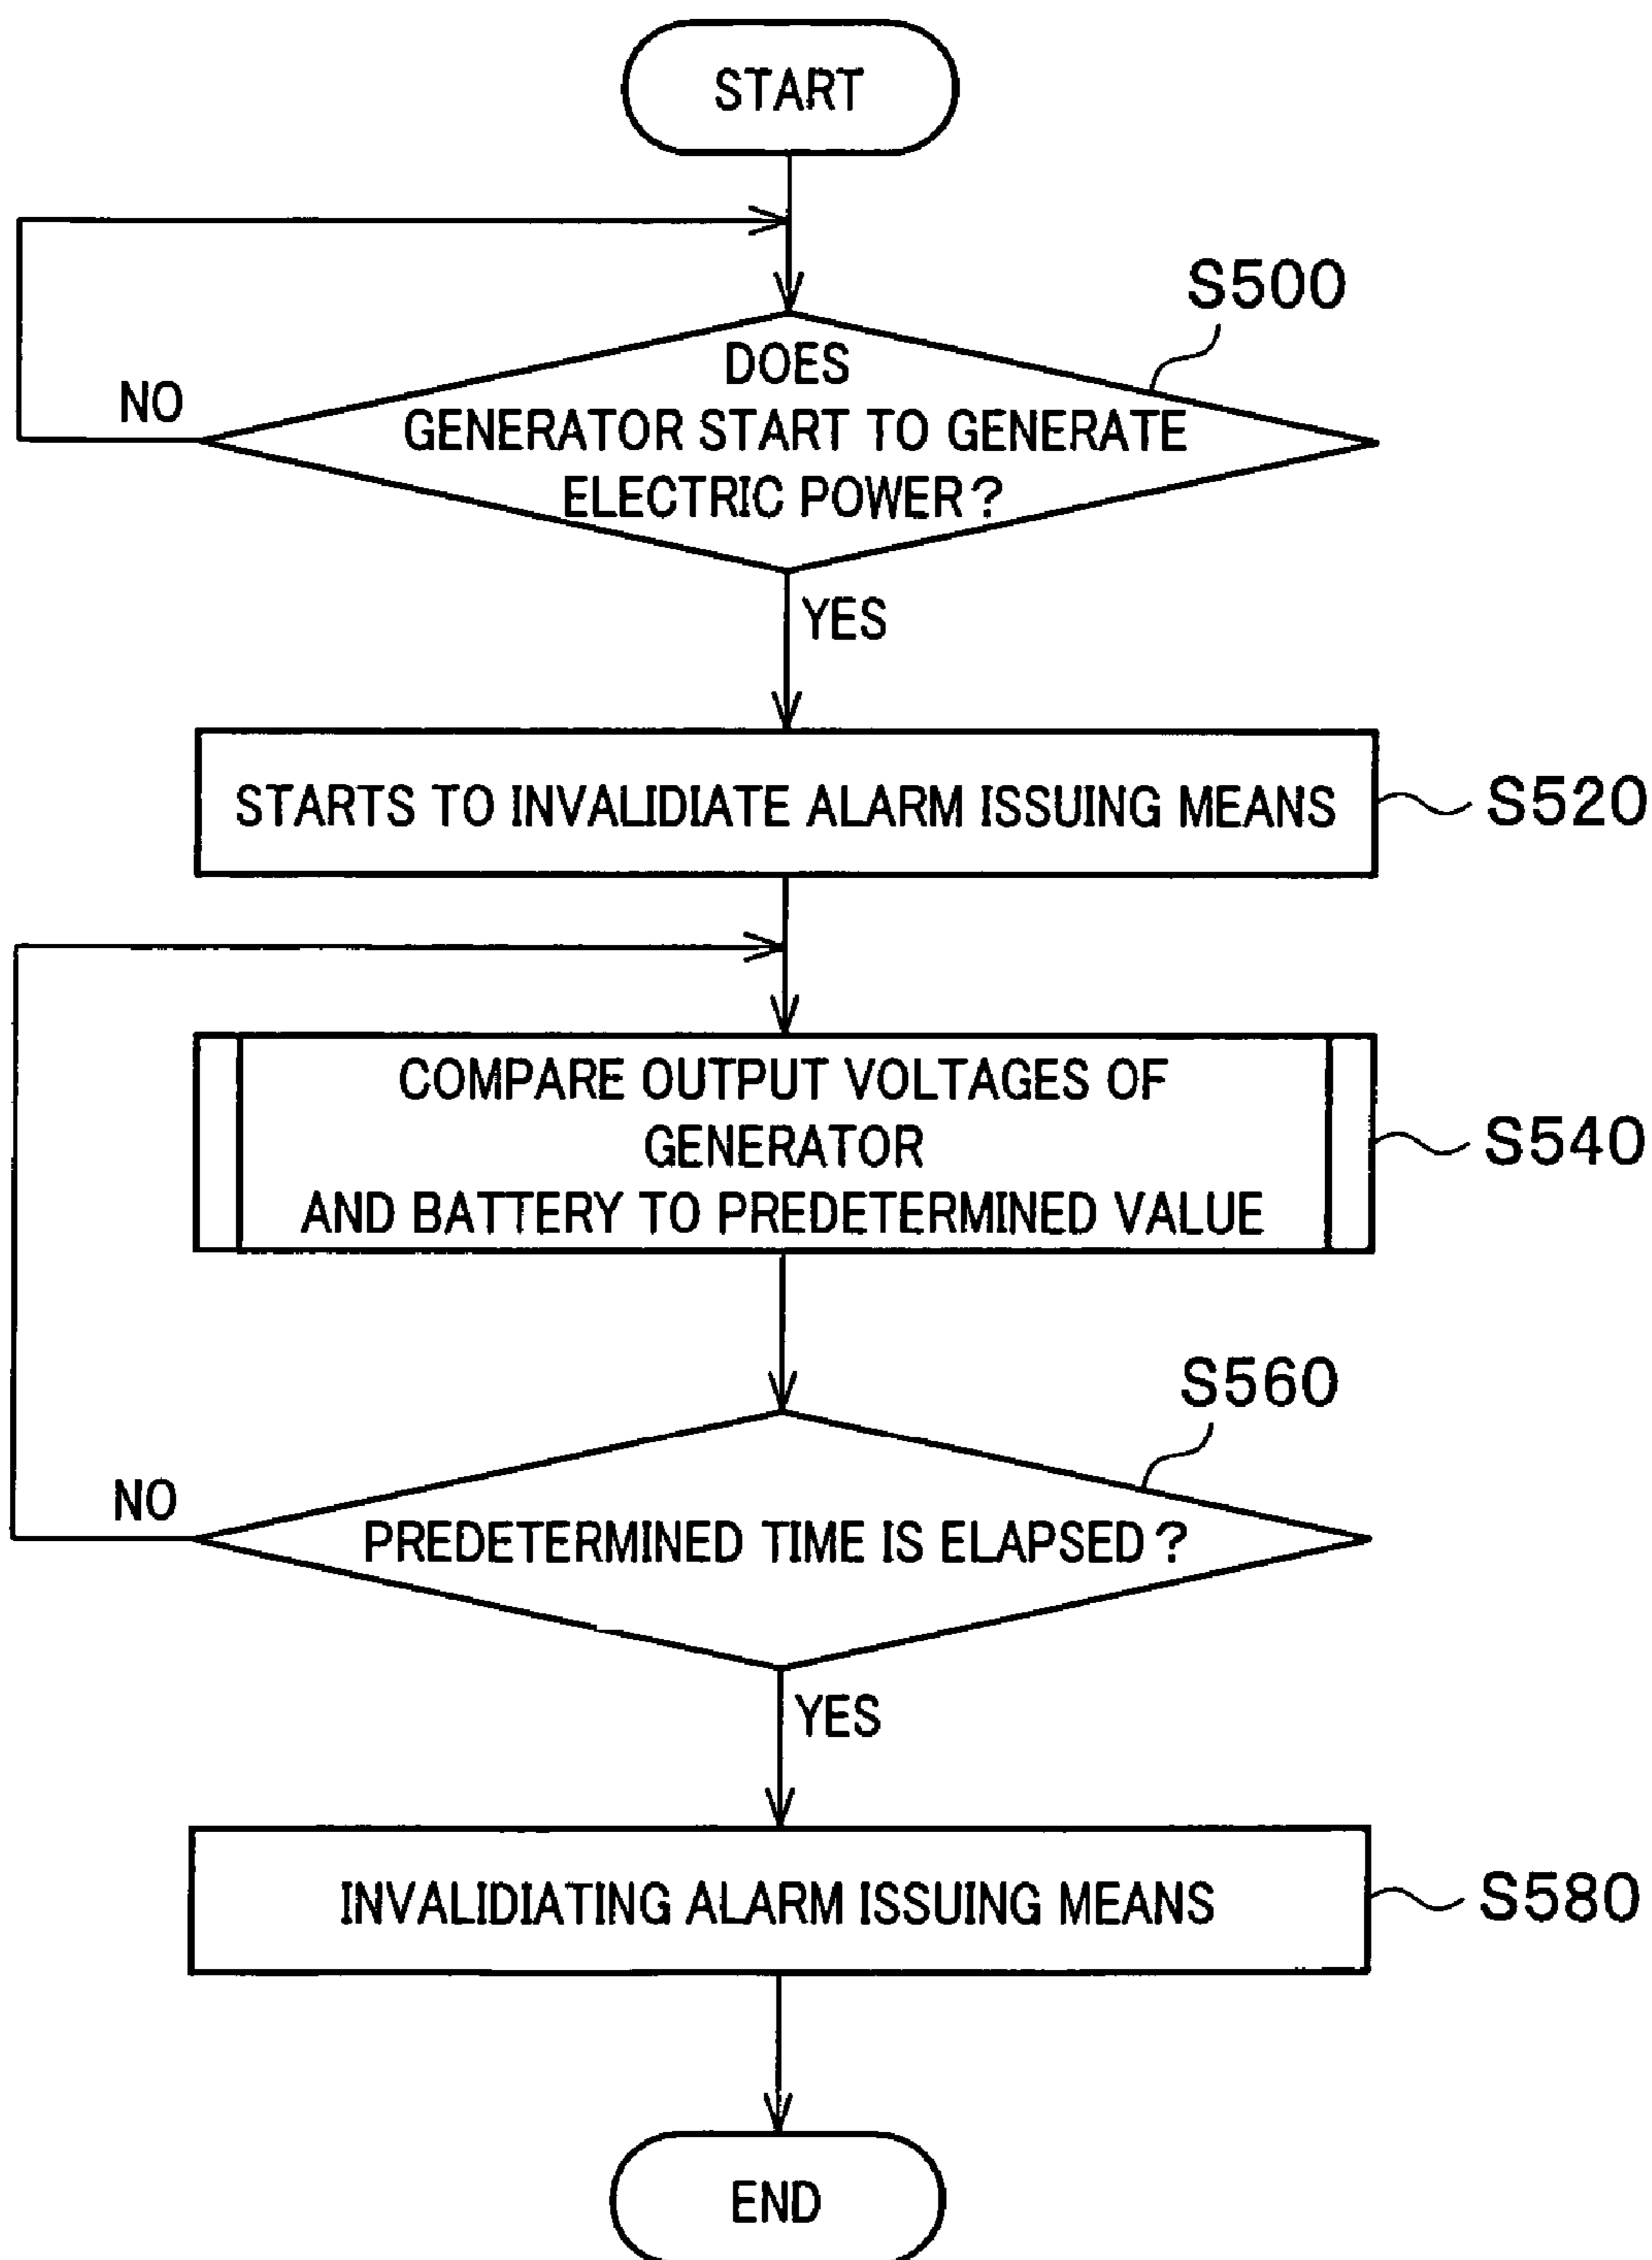 START
S500
DOES
NO
GENERATOR START TO GENERATE
ELECTRIC POWER?
YES
STARTS TO INVALIDIATE ALARM ISSUING MEANS
S520
COMPARE OUTPUT VOLTAGES OF
GENERATOR
AND BATTERY TO PREDETERMINED VALUE
S540
S560
NO
PREDETERMINED TIME IS ELAPSED?
YES
INVALIDIATING ALARM ISSUING MEANS
S580
END